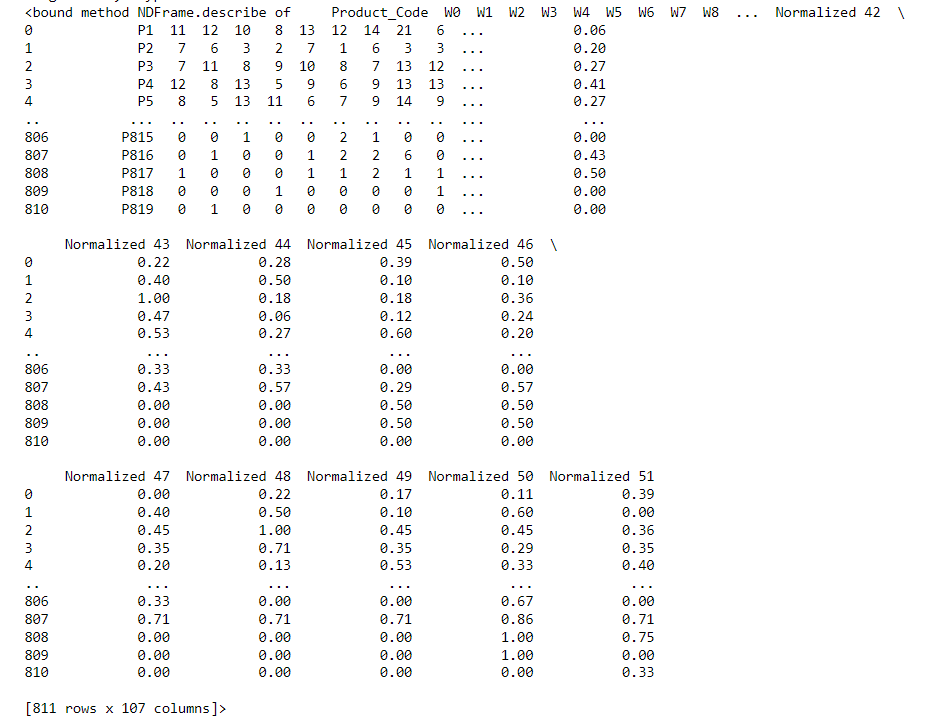 <bound method NDFrame.describe of     Product_Code  W0  W1  W2  W3  W4  W5  W6  W7  W8  ...  Normalized 42  \
0             P1  11  12  10   8  13  12  14  21   6  ...           0.06
1             P2   7   6   3   2   7   1   6   3   3  ...           0.20
2             P3   7  11   8   9  10   8   7  13  12  ...           0.27
3             P4  12   8  13   5   9   6   9  13  13  ...           0.41
4             P5   8   5  13  11   6   7   9  14   9  ...           0.27
..           ...  ..  ..  ..  ..  ..  ..  ..  ..  ..  ...            ...
806         P815   0   0   1   0   0   2   1   0   0  ...           0.00
807         P816   0   1   0   0   1   2   2   6   0  ...           0.43
808         P817   1   0   0   0   1   1   2   1   1  ...           0.50
809         P818   0   0   0   1   0   0   0   0   1  ...           0.00
810         P819   0   1   0   0   0   0   0   0   0  ...           0.00
Normalized 43  Normalized 44  Normalized 45  Normalized 46  \
0             0.22           0.28           0.39           0.50
1             0.40           0.50           0.10           0.10
2             1.00           0.18           0.18           0.36
3             0.47           0.06           0.12           0.24
4             0.53           0.27           0.60           0.20
..             ...            ...            ...            ...
806           0.33           0.33           0.00           0.00
807           0.43           0.57           0.29           0.57
808           0.00           0.00           0.50           0.50
809           0.00           0.00           0.50           0.50
810           0.00           0.00           0.00           0.00
Normalized 47  Normalized 48  Normalized 49  Normalized 50  Normalized 51
0             0.00           0.22           0.17           0.11           0.39
1             0.40           0.50           0.10           0.60           0.00
2             0.45           1.00           0.45           0.45           0.36
3             0.35           0.71           0.35           0.29           0.35
4             0.20           0.13           0.53           0.33           0.40
..             ...            ...            ...            ...            ...
806           0.33           0.00           0.00           0.67           0.00
807           0.71           0.71           0.71           0.86           0.71
808           0.00           0.00           0.00           1.00           0.75
809           0.00           0.00           0.00           1.00           0.00
810           0.00           0.00           0.00           0.00           0.33
[811 rows x 107 columns]>